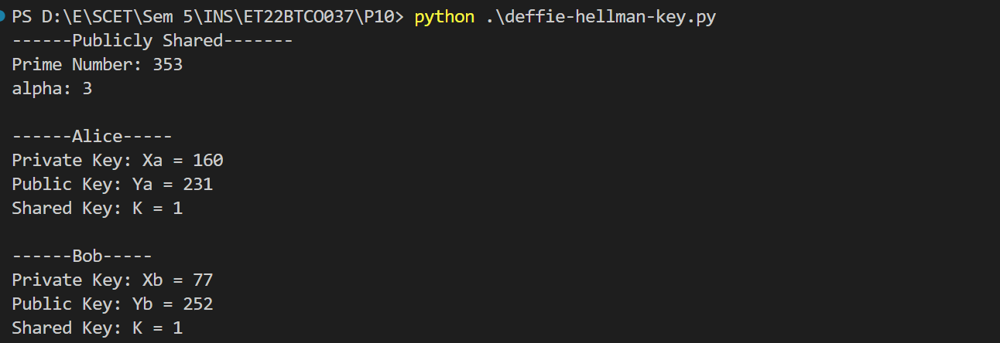 PS D:\E\SCET\Sem 5\INS\ET22BTCO037\P10> python .\deffie-hellman-key.py
------Publicly Shared-------
Prime Number: 353
alpha: 3
------Alice-----
Private Key: Xa = 160
Public Key: Ya = 231
Shared Key: K = 1
------Bob-----
Private Key: Xb = 77
Public Key: Yb = 252
Shared Key: K = 1